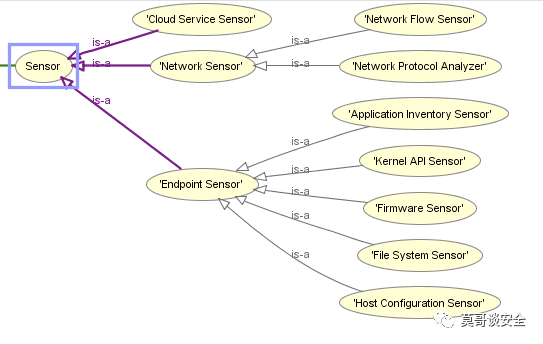 'Cloud Service Sensor'
'Network Flow Sensor'
is-a
is-a
Sensor
is-a
'Network Sensor'
is-a
'Network Protocol Analyzer'
is-a
'Application Inventory Sensor'
is-a
'Kernel API Sensor'
is-a
'Endpoint Sensor'
is-a
'Firmware Sensor'
is-a
'File System Sensor'
is-a
'Host Configuration Sensor'
莫哥谈安全